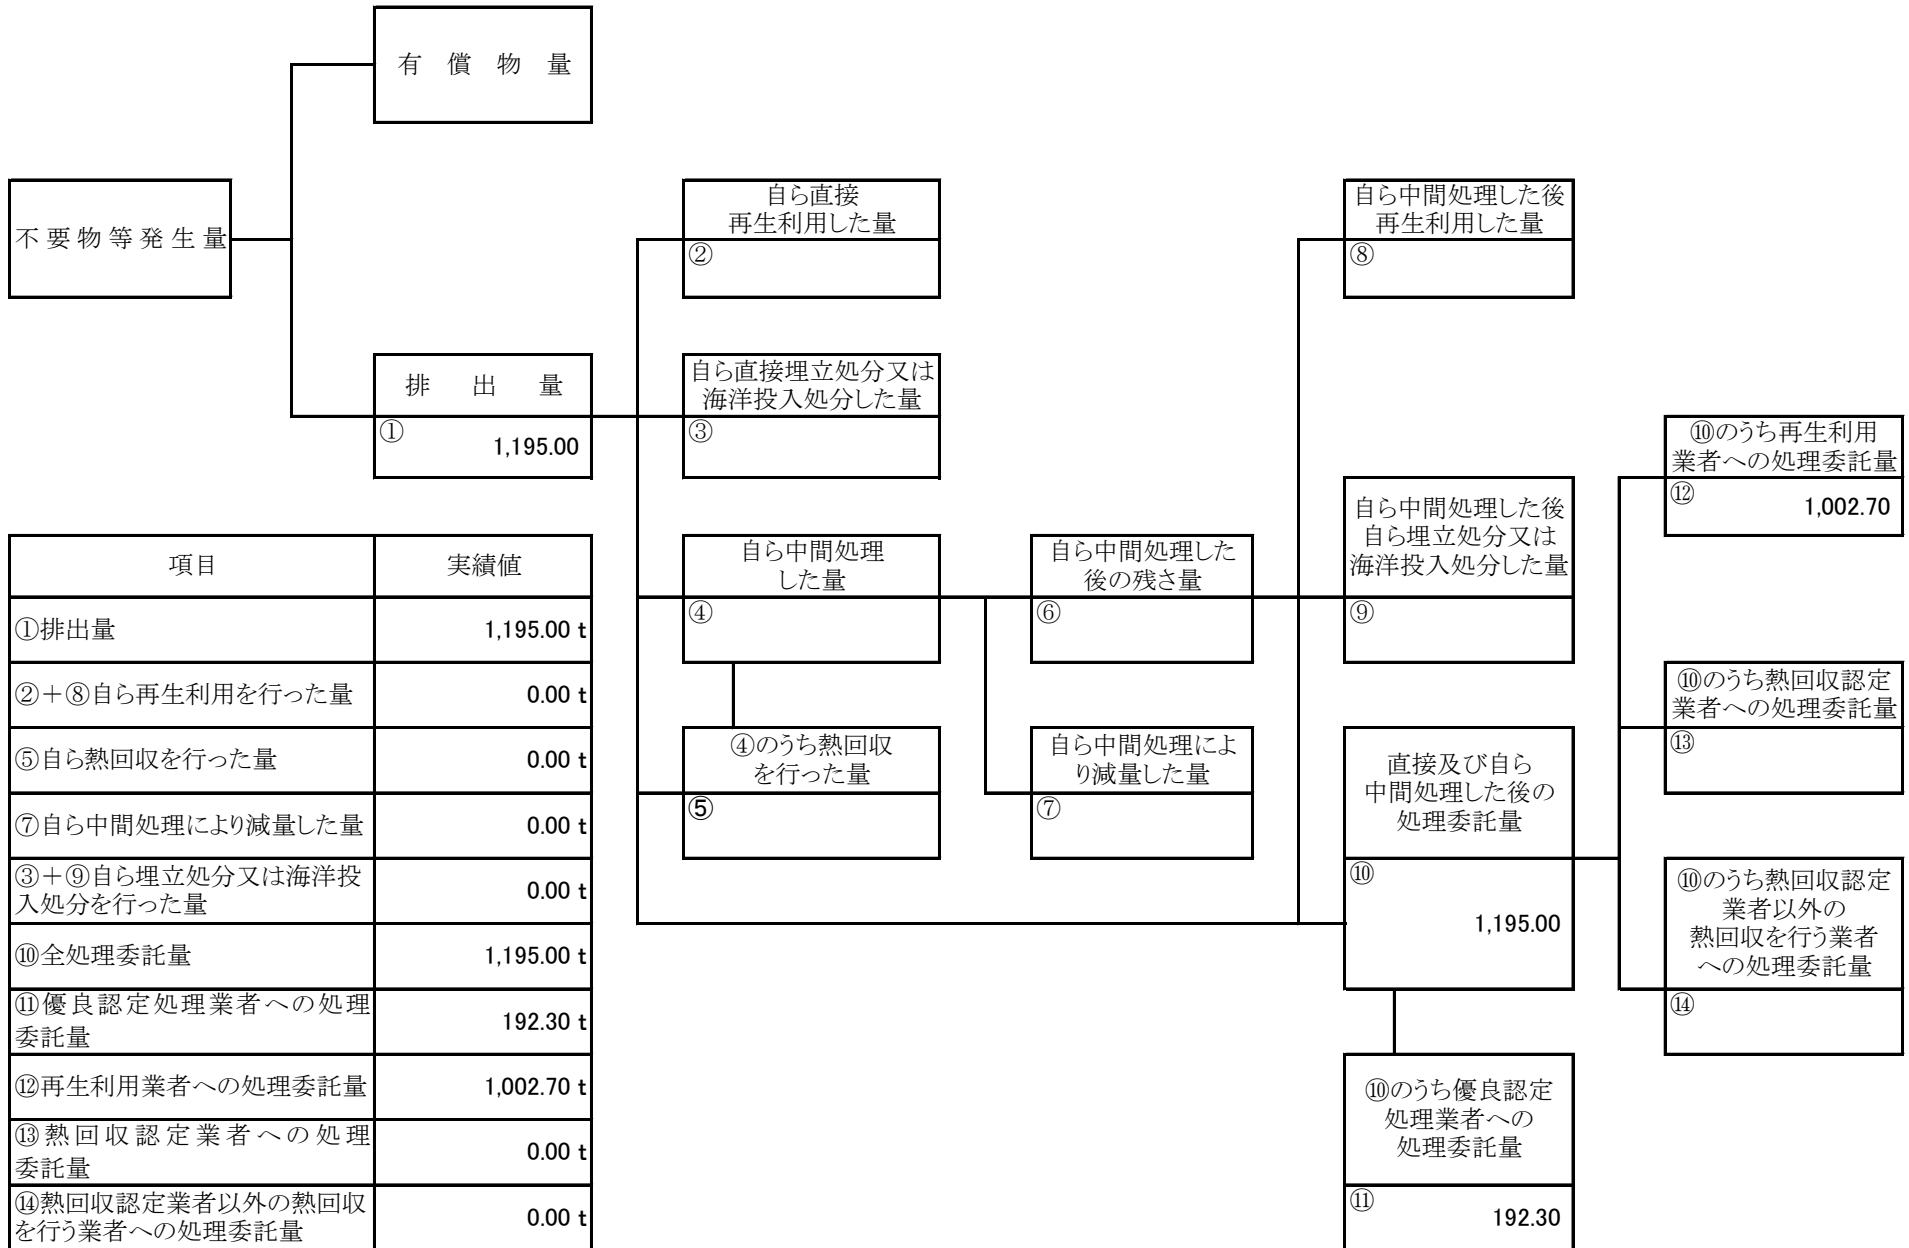 有償物量
不要物等発生量
排出量
① 1,195.00
自ら直接
再生利用した量
②
自ら直接埋立処分又は
海洋投入処分した量
③
自ら中間処理
した量
④
④のうち熱回収
を行った量
⑤
自ら中間処理した
後の残さ量
⑥
自ら中間処理によ
り減量した量
⑦
自ら中間処理した後
再生利用した量
⑧
自ら中間処理した後
自ら埋立処分又は
海洋投入処分した量
⑨
直接及び自ら
中間処理した後の
処理委託量
⑩
1,195.00
⑩のうち優良認定
処理業者への
処理委託量
⑪
192.30
⑩のうち再生利用
業者への処理委託量
⑫ 1,002.70
⑩のうち熱回収認定
業者への処理委託量
⑬
⑩のうち熱回収認定
業者以外の
熱回収を行う業者
への処理委託量
⑭
項目 実績値
①排出量 1,195.00 t
②+⑧自ら再生利用を行った量 0.00 t
⑤自ら熱回収を行った量 0.00 t
⑦自ら中間処理により減量した量 0.00 t
③+⑨自ら埋立処分又は海洋投
入処分を行った量 0.00 t
⑩全処理委託量 1,195.00 t
⑪優良認定処理業者への処理
委託量 192.30 t
⑫再生利用業者への処理委託量 1,002.70 t
⑬熱回収認定業者への処理
委託量 0.00 t
⑭熱回収認定業者以外の熱回収
を行う業者への処理委託量 0.00 t